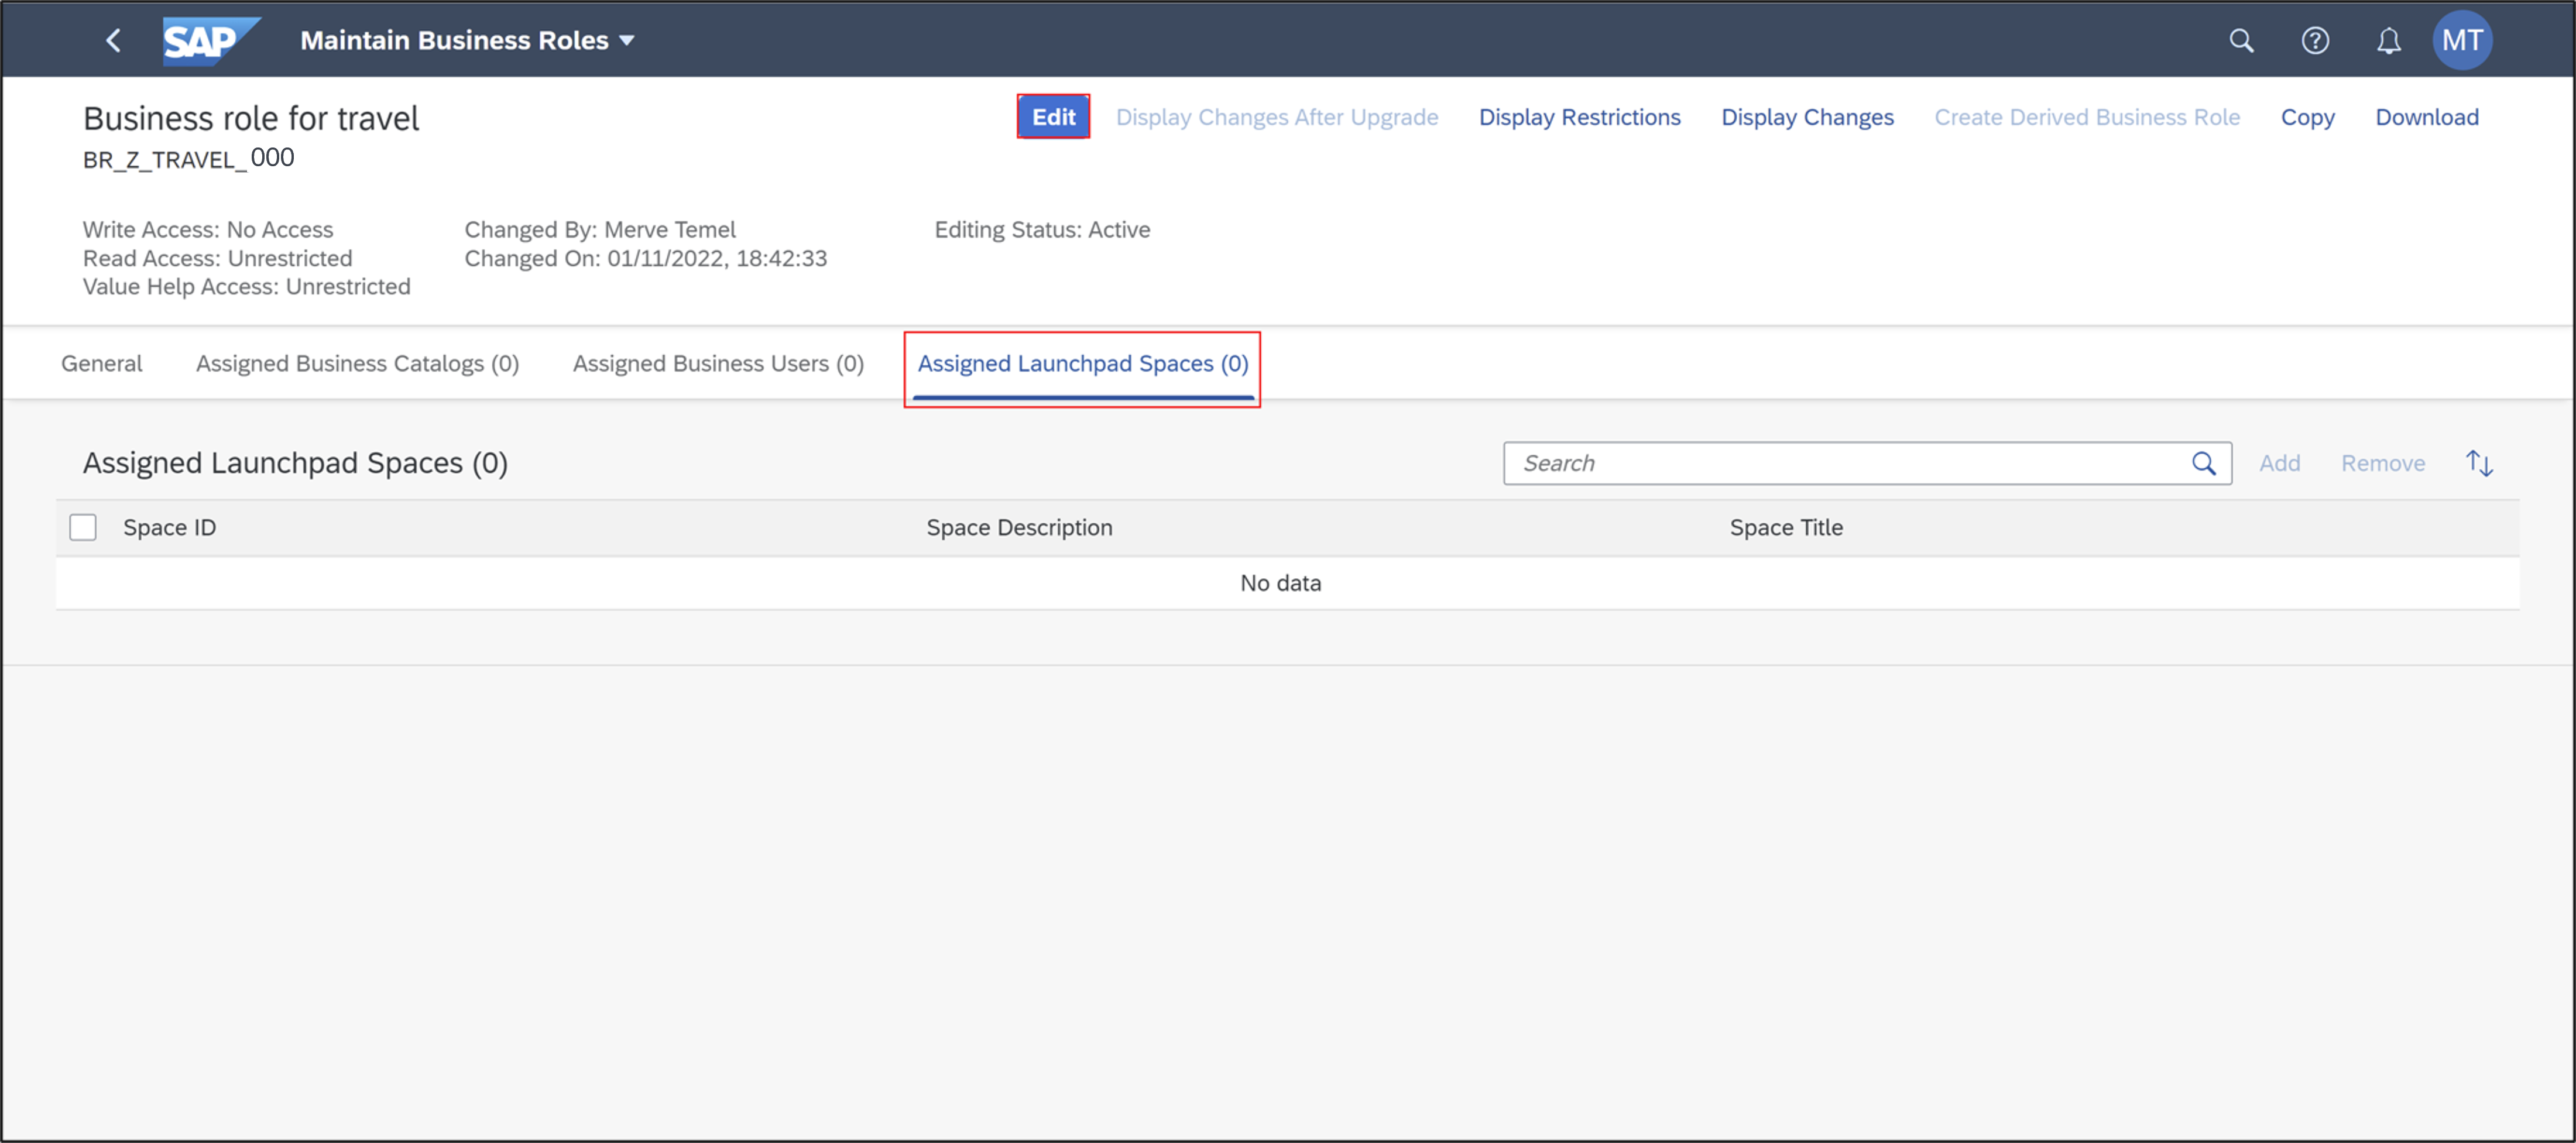 SAP Maintain Business Roles MT
Business role for travel
Edit Display Changes After Upgrade Display Restrictions Display Changes Create Derived Business Role Copy Download
BR_Z_TRAVEL_000
Write Access: No Access Changed By: Merve Temel Editing Status: Active
Read Access: Unrestricted Changed On: 01/11/2022, 18:42:33
Value Help Access: Unrestricted
General Assigned Business Catalogs (0) Assigned Business Users (0) Assigned Launchpad Spaces (0)
Assigned Launchpad Spaces (0) Search Add Remove
Space ID Space Description Space Title
No data